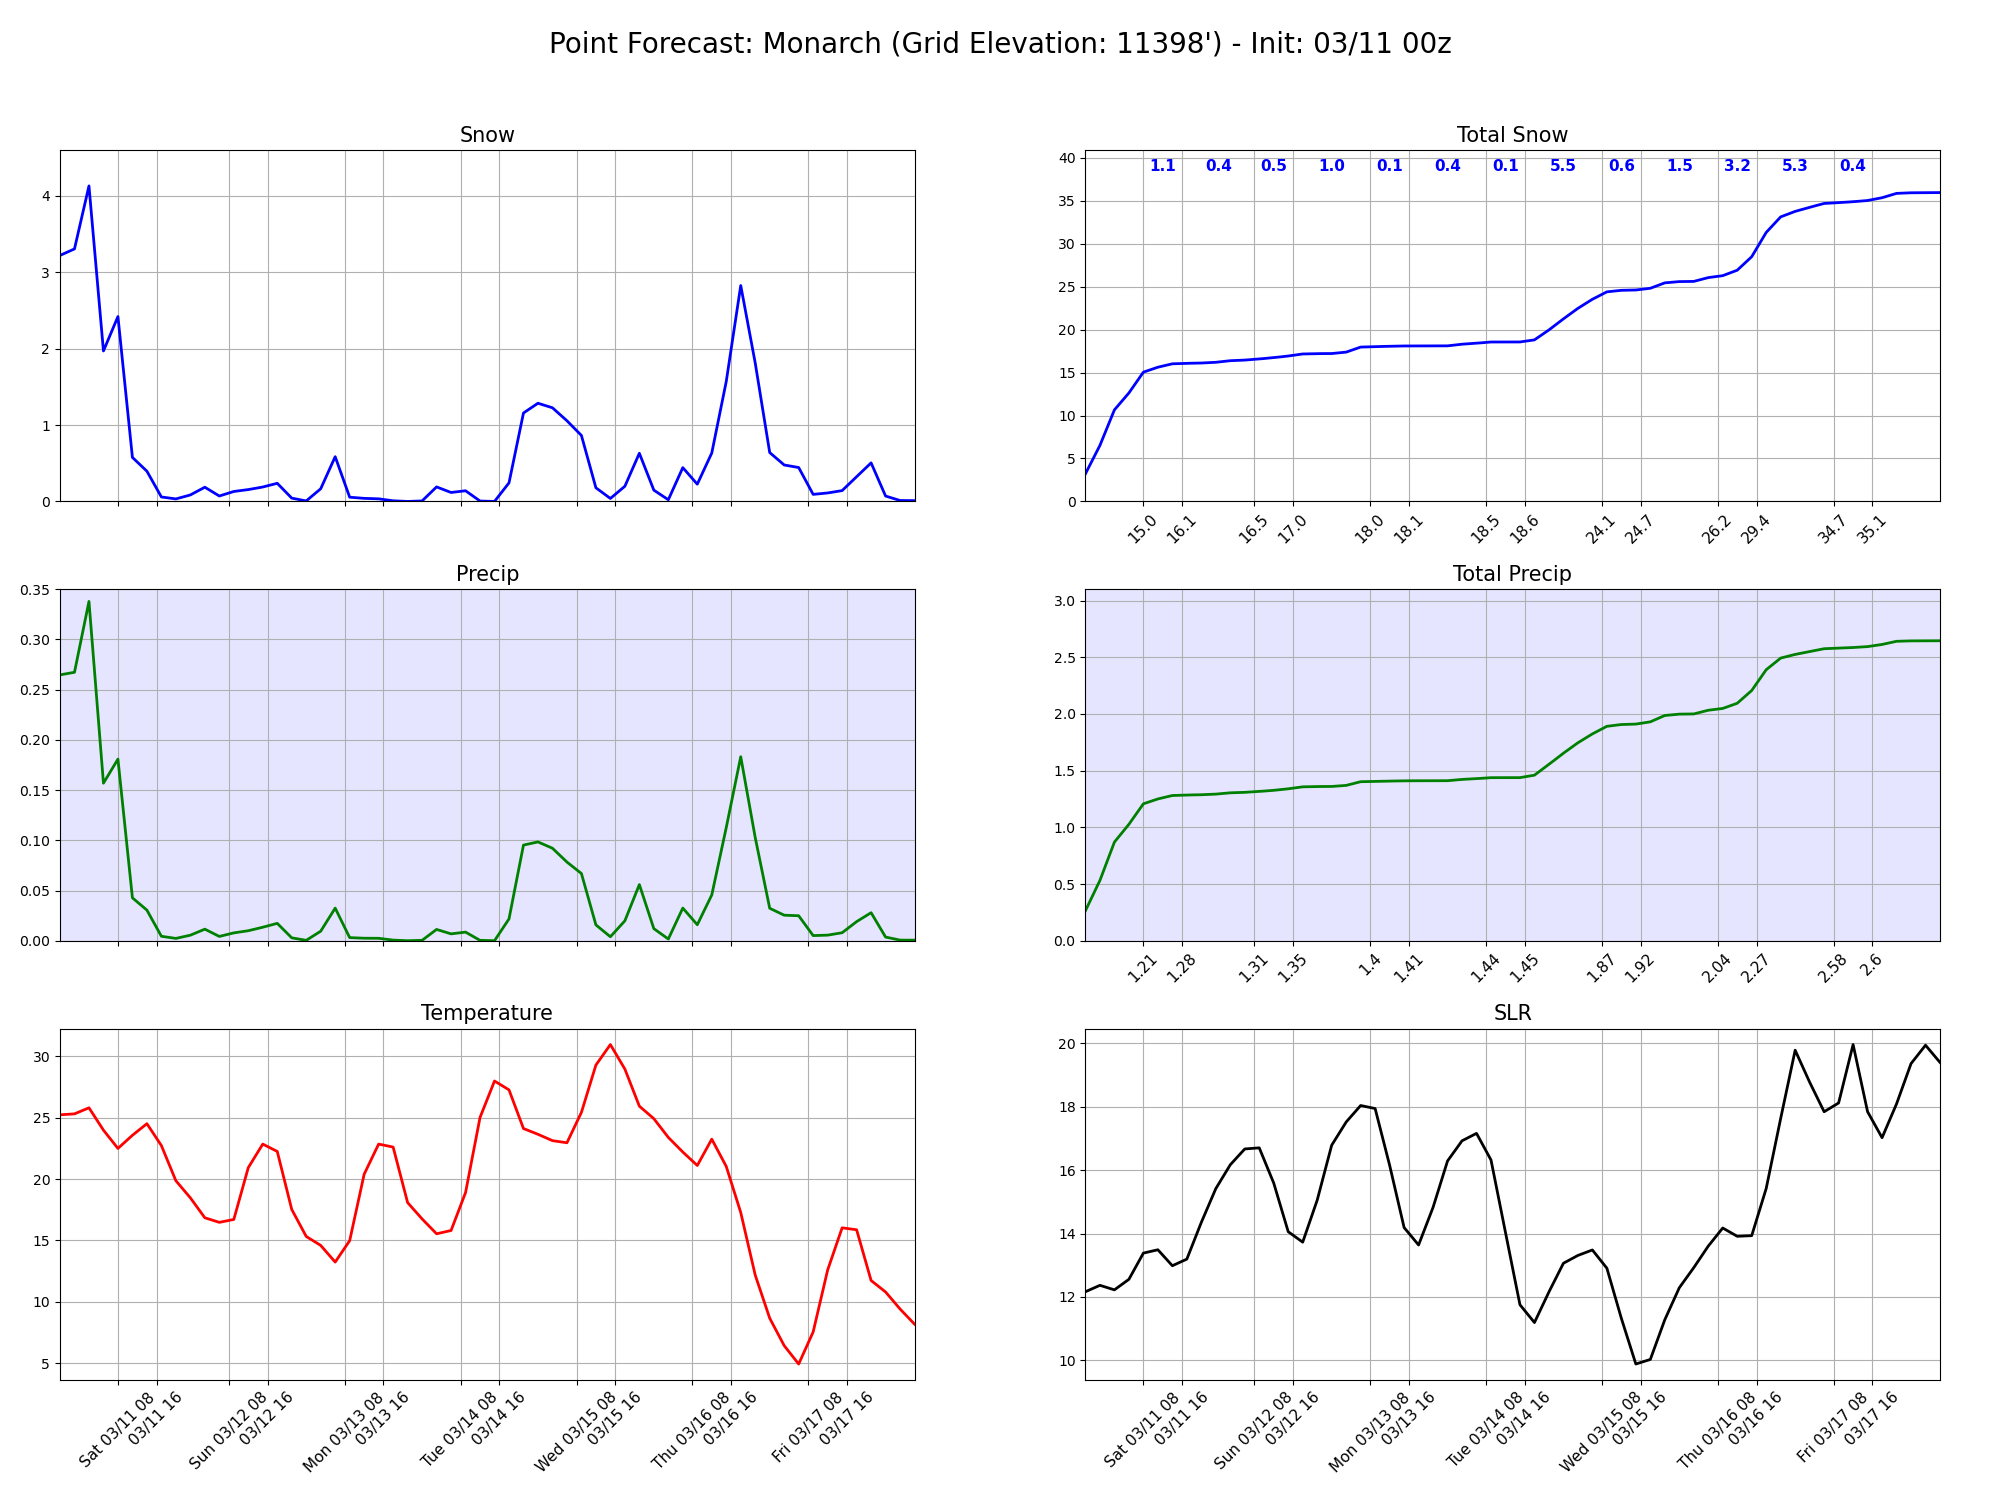 Point Forecast: Monarch (Grid Elevation: 11398') - Init: 03/11 00z
Snow
4
3
2
1
0
Total Snow
40
35
30
25
20
15
10
5
0
1.1 0.4 0.5 1.0 0.1 0.4 0.1 5.5 0.6 1.5 3.2 5.3 0.4
15.0 16.1 16.5 17.0 18.0 18.1 18.5 18.6 24.1 24.7 26.2 29.4 34.7 35.1
Precip
0.35
0.30
0.25
0.20
0.15
0.10
0.05
0.00
Total Precip
3.0
2.5
2.0
1.5
1.0
0.5
0.0
1.21 1.28 1.31 1.35 1.4 1.41 1.44 1.45 1.87 1.92 2.04 2.27 2.58 2.6
Temperature
30
25
20
15
10
5
Sat 03/11 08
03/11 16
Sun 03/12 08
03/12 16
Mon 03/13 08
03/13 16
Tue 03/14 08
03/14 16
Wed 03/15 08
03/15 16
Thu 03/16 08
03/16 16
Fri 03/17 08
03/17 16
SLR
20
18
16
14
12
10
Sat 03/11 08
03/11 16
Sun 03/12 08
03/12 16
Mon 03/13 08
03/13 16
Tue 03/14 08
03/14 16
Wed 03/15 08
03/15 16
Thu 03/16 08
03/16 16
Fri 03/17 08
03/17 16